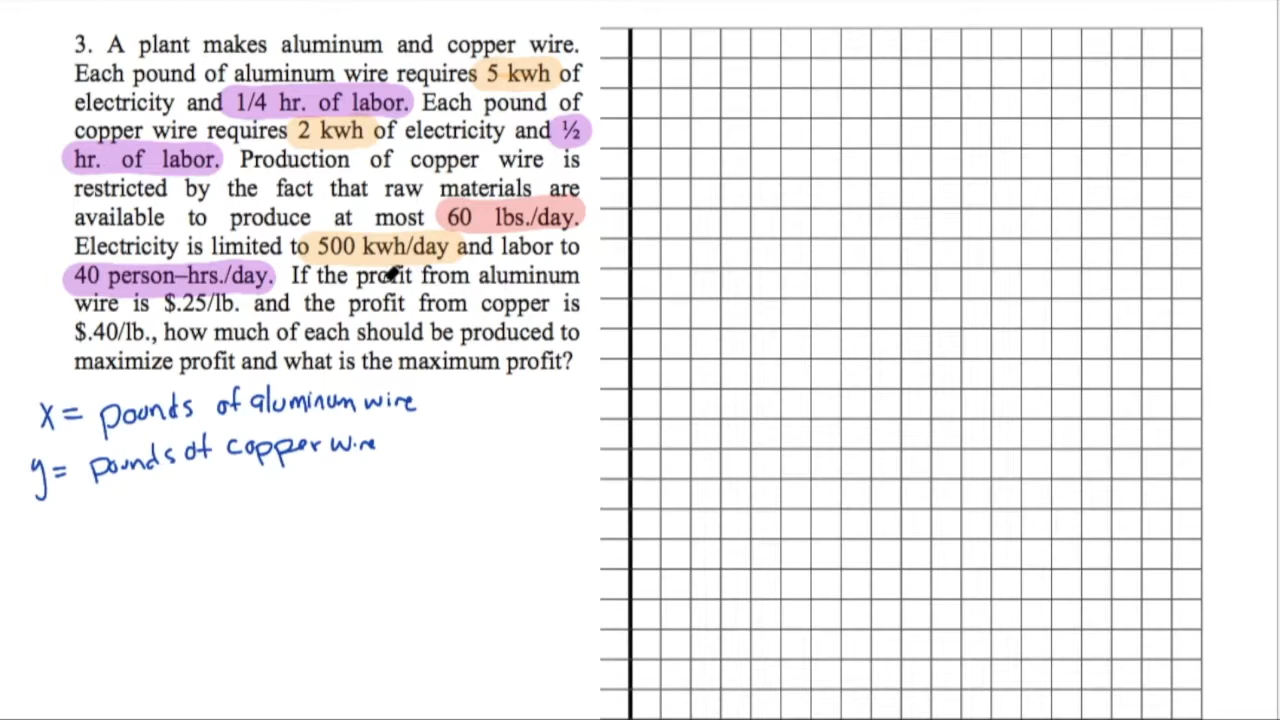 3. A plant makes aluminum and copper wire.
Each pound of aluminum wire requires 5 kwh of
electricity and 1/4 hr. of labor. Each pound of
copper wire requires 2 kwh of electricity and ½
hr. of labor. Production of copper wire is
restricted by the fact that raw materials are
available to produce at most 60 lbs./day.
Electricity is limited to 500 kwh/day and labor to
40 person–hrs./day. If the profit from aluminum
wire is $.25/lb. and the profit from copper is
$.40/lb., how much of each should be produced to
maximize profit and what is the maximum profit?
x = pounds of aluminum wire
y = pounds of copper wire